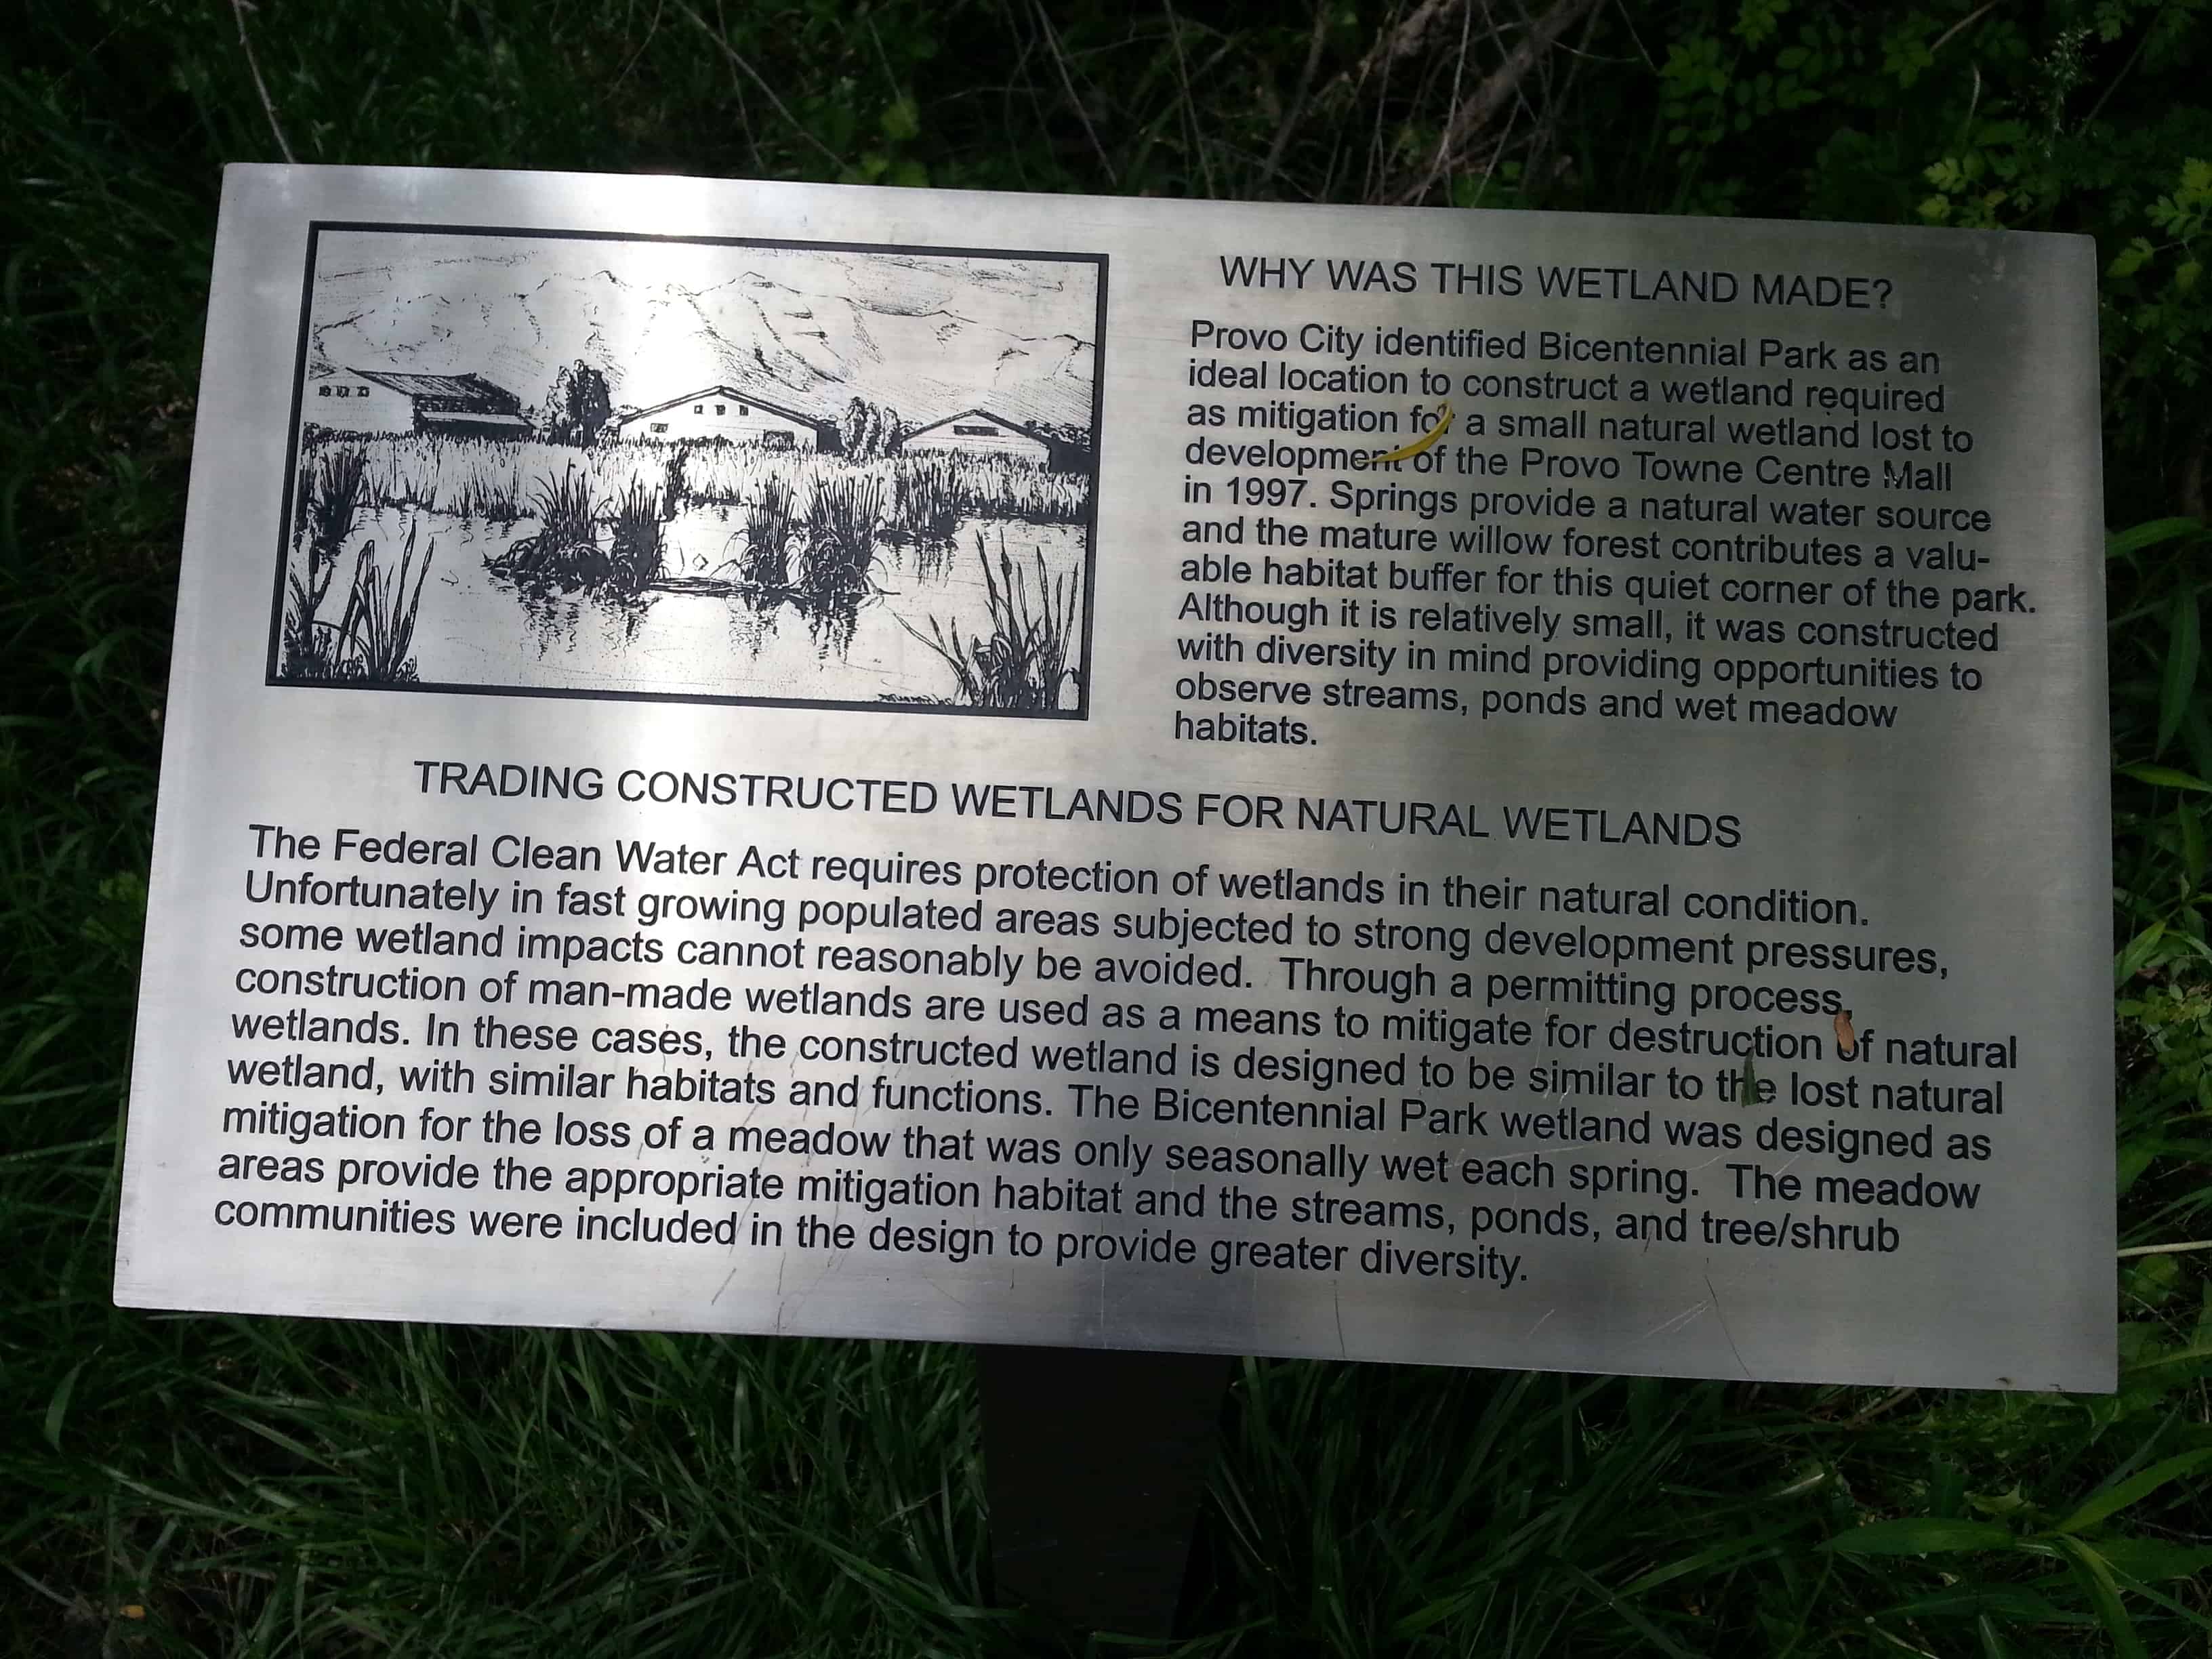 WHY WAS THIS WETLAND MADE?
Provo City identified Bicentennial Park as an
ideal location to construct a wetland required
as mitigation for a small natural wetland lost to
development of the Provo Towne Centre Mall
in 1997. Springs provide a natural water source
and the mature willow forest contributes a valu-
able habitat buffer for this quiet corner of the park.
Although it is relatively small, it was constructed
with diversity in mind providing opportunities to
observe streams, ponds and wet meadow
habitats.
TRADING CONSTRUCTED WETLANDS FOR NATURAL WETLANDS
The Federal Clean Water Act requires protection of wetlands in their natural condition.
Unfortunately in fast growing populated areas subjected to strong development pressures,
some wetland impacts cannot reasonably be avoided. Through a permitting process,
construction of man-made wetlands are used as a means to mitigate for destruction of natural
wetlands. In these cases, the constructed wetland is designed to be similar to the lost natural
wetland, with similar habitats and functions. The Bicentennial Park wetland was designed as
mitigation for the loss of a meadow that was only seasonally wet each spring. The meadow
areas provide the appropriate mitigation habitat and the streams, ponds, and tree/shrub
communities were included in the design to provide greater diversity.